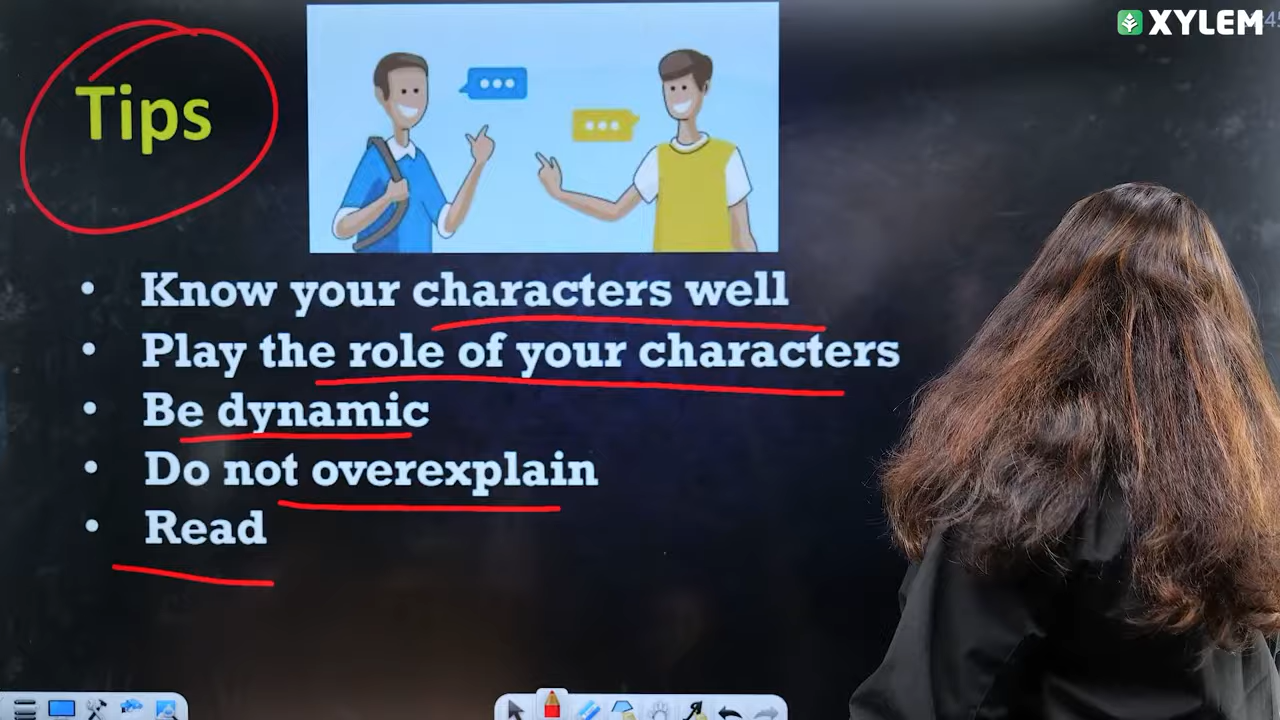 XYLEM
Tips
• Know your characters well
• Play the role of your characters
• Be dynamic
• Do not overexplain
• Read